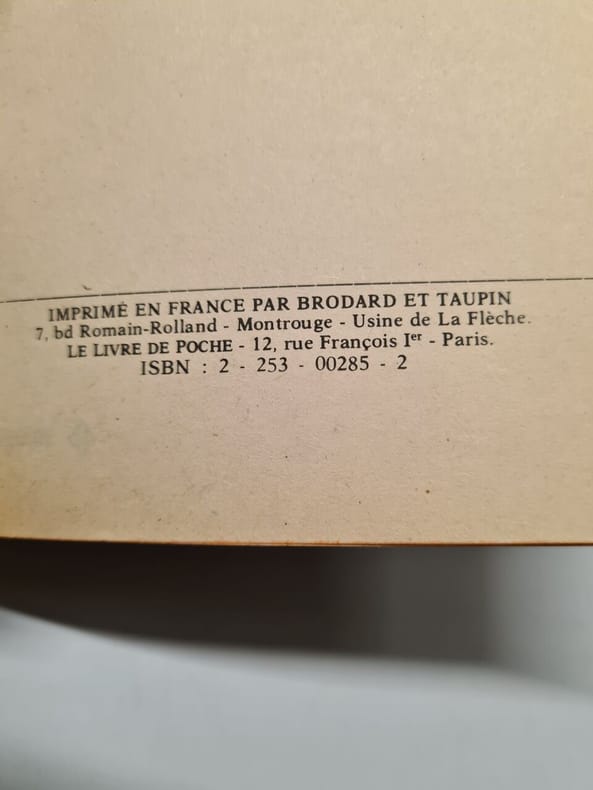 IMPRIMÉ EN FRANCE PAR BRODARD ET TAUPIN
7, bd Romain-Rolland - Montrouge - Usine de La Flèche.
LE LIVRE DE POCHE - 12, rue François Iᵉʳ - Paris.
ISBN : 2 - 253 - 00285 - 2